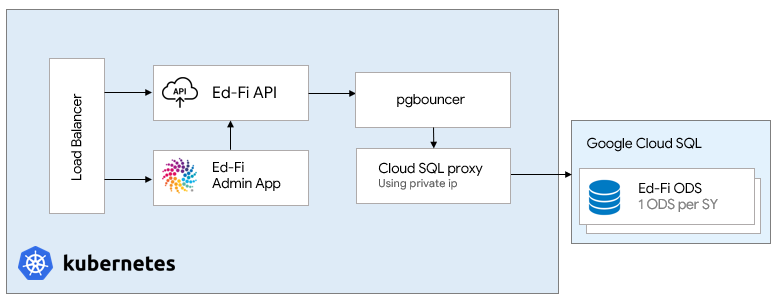 Load Balancer
API
Ed-Fi API
Ed-Fi
Admin App
pgbouncer
Cloud SQL proxy
Using private ip
Google Cloud SQL
Ed-Fi ODS
1 ODS per SY
kubernetes